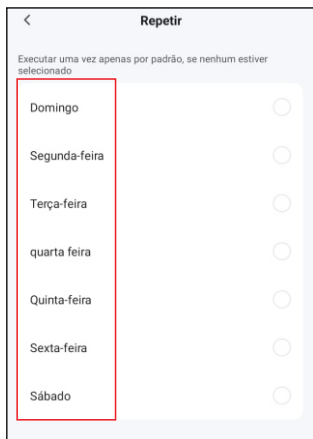 Repetir
Executar uma vez apenas por padrão, se nenhum estiver
selecionado
Domingo
Segunda-feira
Terça-feira
quarta feira
Quinta-feira
Sexta-feira
Sábado